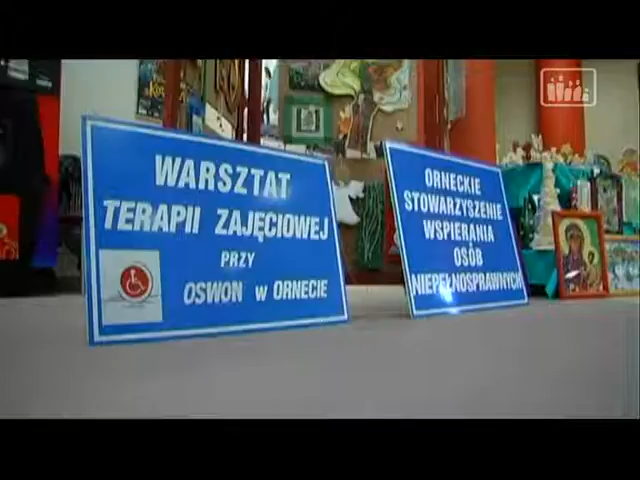 WARSZTAT
TERAPII ZAJĘCIOWEJ
PRZY
OSWON w ORNECIE
ORNECKIE
STOWARZYSZENIE
WSPIERANIA
OSÓB
NIEPEŁNOSPRAWNYCH